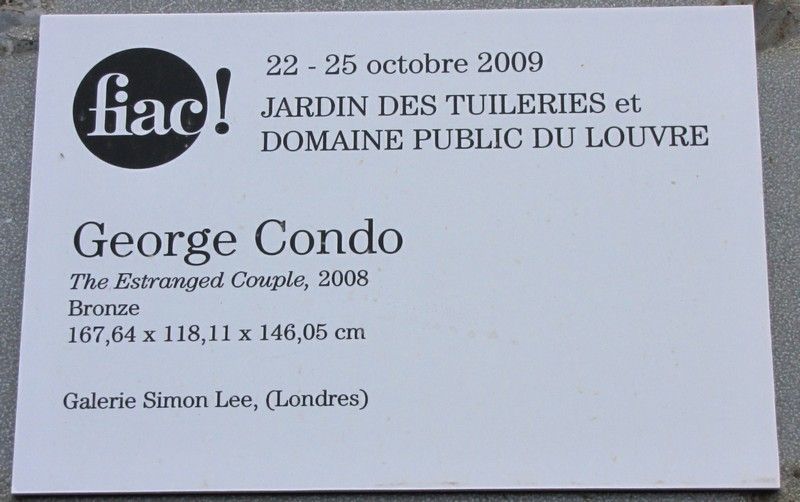 fiac!
22 - 25 octobre 2009
JARDIN DES TUILERIES et
DOMAINE PUBLIC DU LOUVRE
George Condo
The Estranged Couple, 2008
Bronze
167,64 x 118,11 x 146,05 cm
Galerie Simon Lee, (Londres)